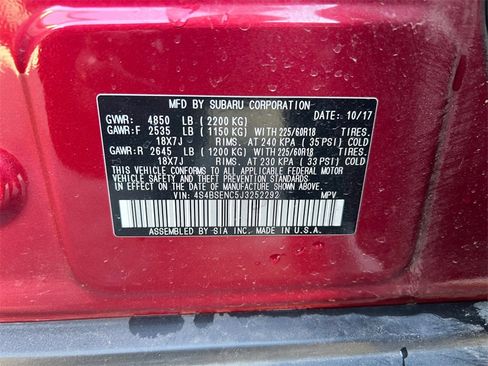 MFD BY SUBARU CORPORATION
GVWR: 4850 LB (2200 KG) DATE: 10/17
GAWR:F 2535 LB (1150 KG) WITH 225/60R18 TIRES.
18X7J RIMS. AT 240 KPA (35 PSI) COLD
GAWR:R 2645 LB (1200 KG) WITH 225/60R18 TIRES.
18X7J RIMS. AT 230 KPA (33 PSI) COLD
THIS VEHICLE CONFORMS TO ALL APPLICABLE FEDERAL MOTOR
VEHICLE SAFETY, BUMPER, AND THEFT PREVENTION STANDARDS
IN EFFECT ON THE DATE OF MANUFACTURE SHOWN ABOVE.
VIN: 4S4BSENC5J3252292 MPV
ASSEMBLED BY SIA INC. MADE IN U.S.A.